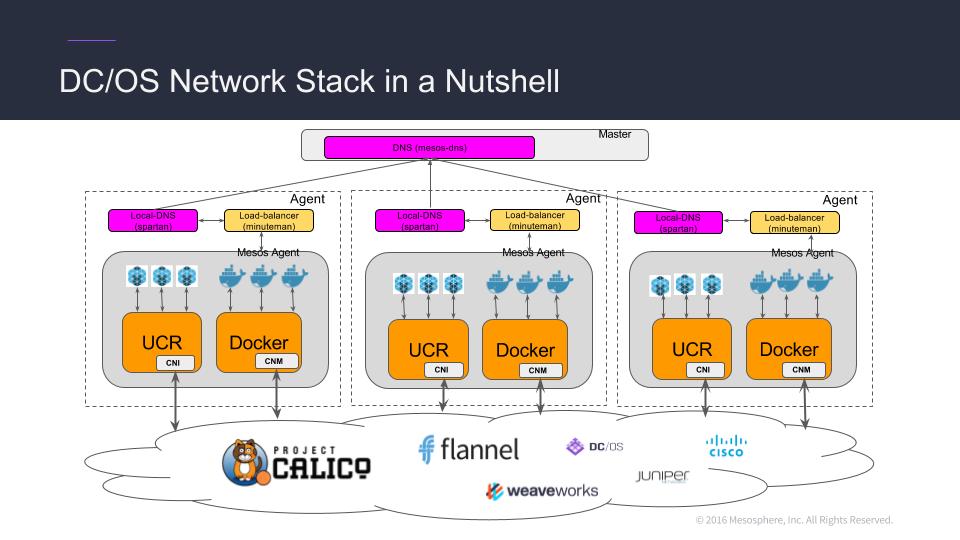 DC/OS Network Stack in a Nutshell
Master
DNS (mesos-dns)
Agent
Local-DNS
(spartan)
Load-balancer
(minuteman)
Mesos Agent
UCR
CNI
Docker
CNM
Agent
Local-DNS
(spartan)
Load-balancer
(minuteman)
Mesos Agent
UCR
CNI
Docker
CNM
Agent
Local-DNS
(spartan)
Load-balancer
(minuteman)
Mesos Agent
UCR
CNI
Docker
CNM
PROJECT
CALICO
flannel
DC/OS
CISCO
JUNIPER
NETWORKS
weaveworks
© 2016 Mesosphere, Inc. All Rights Reserved.